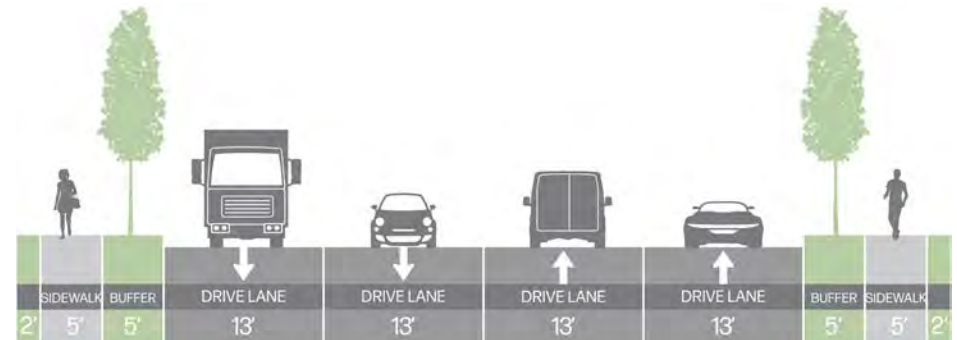 SIDEWALK BUFFER DRIVE LANE DRIVE LANE DRIVE LANE DRIVE LANE BUFFER SIDEWALK
2' 5' 5' 13' 13' 13' 13' 5' 5' 2'